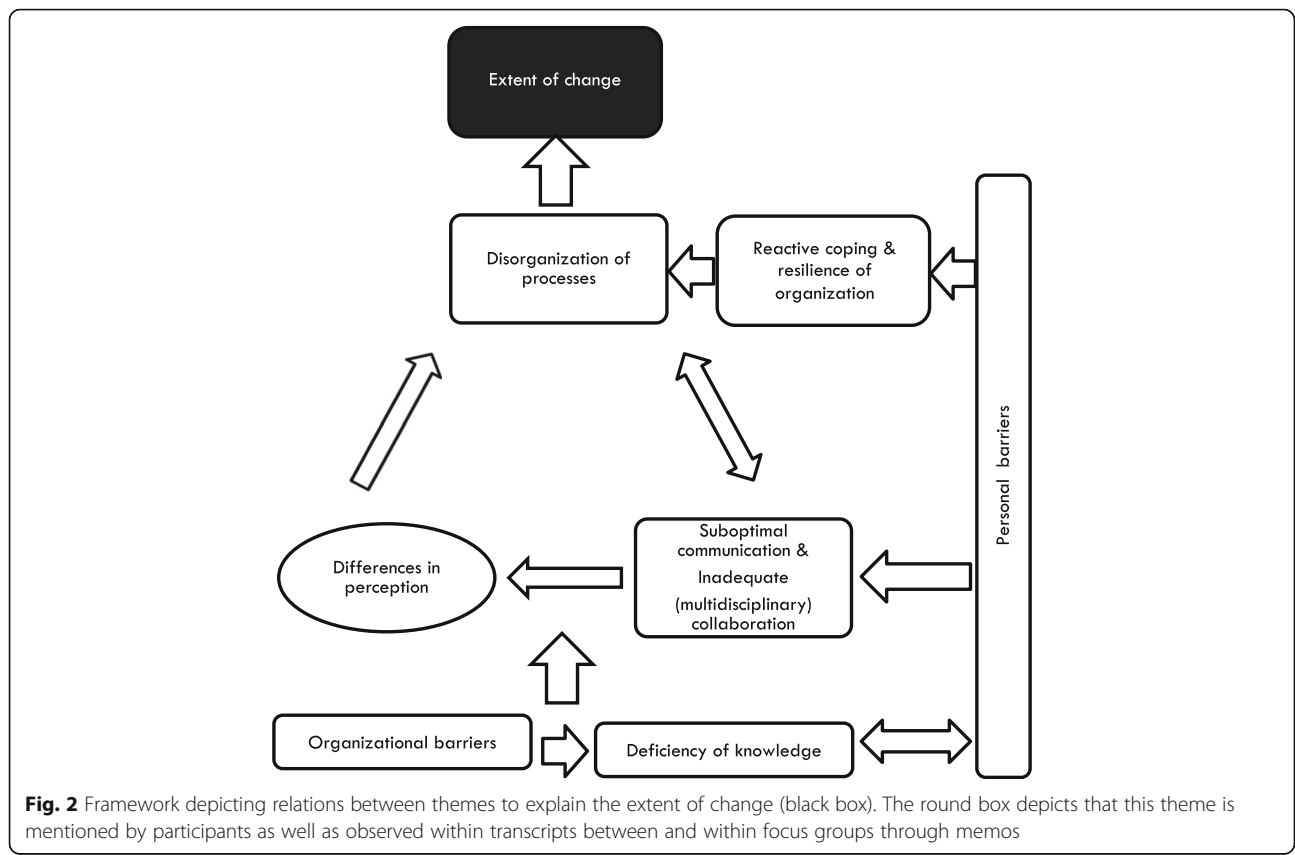 Extent of change
Disorganization of
processes
Reactive coping &
resilience of
organization
Personal barriers
Differences in
perception
Suboptimal
communication &
Inadequate
(multidisciplinary)
collaboration
Organizational barriers
Deficiency of knowledge
Fig. 2 Framework depicting relations between themes to explain the extent of change (black box). The round box depicts that this theme is
mentioned by participants as well as observed within transcripts between and within focus groups through memos